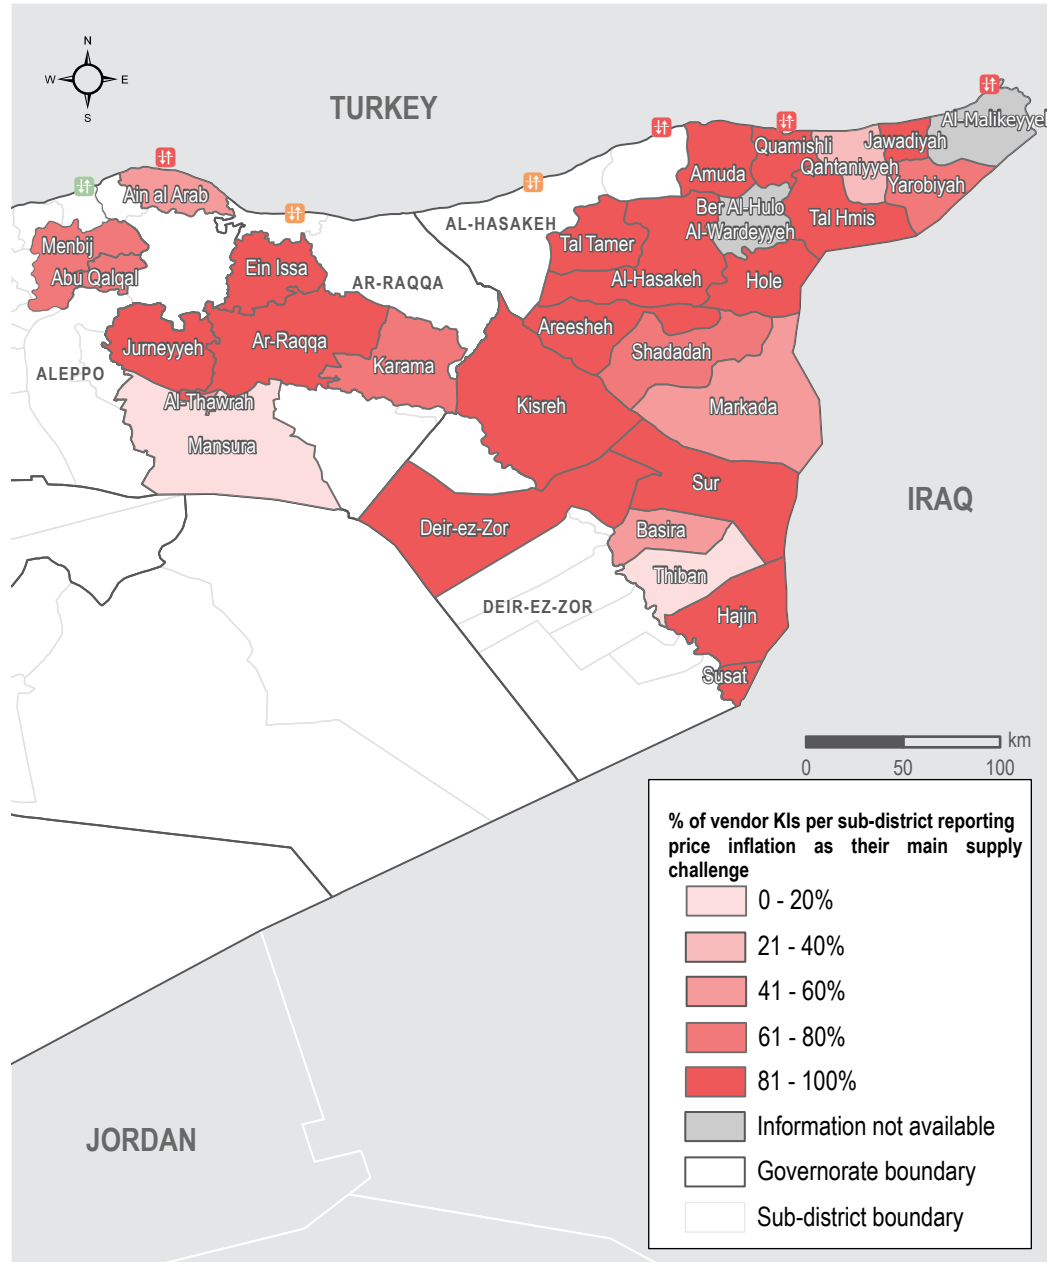 N
W E
S
TURKEY
Al-Malikeyyeh
Quamishli
Jawadiyah
Qahtaniyyeh
Amuda
Yarobiyah
Ain al Arab
Ber Al-Hulo
Al-Wardeyyeh
Tal Hmis
AL-HASAKEH
Menbij
Tal Tamer
Abu Qalqal
Ein Issa
AR-RAQQA
Al-Hasakeh
Hole
Areesheh
Jurneyyeh
Ar-Raqqa
Karama
Shadadah
ALEPPO
Al-Thawrah
Kisreh
Markada
Mansura
Sur
IRAQ
Deir-ez-Zor
Basira
Thiban
DEIR-EZ-ZOR
Hajin
Susat
km
0 50 100
% of vendor KIs per sub-district reporting
price inflation as their main supply
challenge
0 - 20%
21 - 40%
41 - 60%
61 - 80%
81 - 100%
Information not available
Governorate boundary
Sub-district boundary
JORDAN